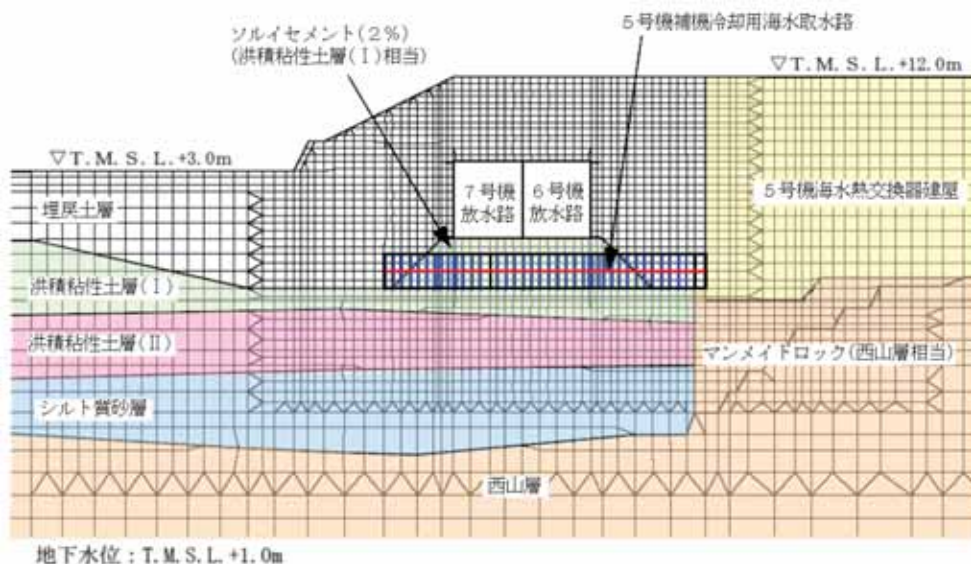 ソルイセメント(2%)
(洪積粘性土層(Ⅰ)相当)
5号機補機冷却用海水取水路
▽T.M.S.L.+12.0m
▽T.M.S.L.+3.0m
7号機
放水路
6号機
放水路
5号機海水熱交換器建屋
埋戻土層
洪積粘性土層(Ⅰ)
洪積粘性土層(Ⅱ)
マンメイドロック(西山層相当)
シルト質砂層
西山層
地下水位:T.M.S.L.+1.0m